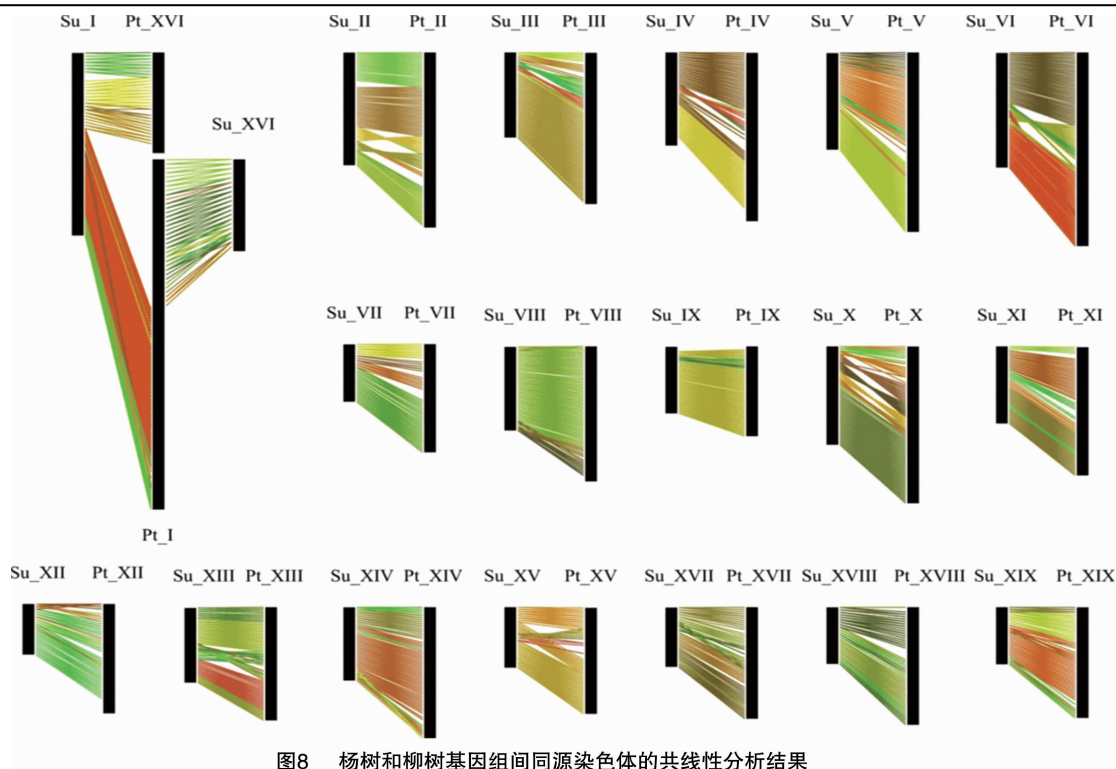 Su_I Pt_XVI Su_II Pt_II Su_III Pt_III Su_IV Pt_IV Su_V Pt_V Su_VI Pt_VI
Su_XVI
Su_VII Pt_VII Su_VIII Pt_VIII Su_IX Pt_IX Su_X Pt_X Su_XI Pt_XI
Pt_I
Su_XII Pt_XII Su_XIII Pt_XIII Su_XIV Pt_XIV Su_XV Pt_XV Su_XVII Pt_XVII Su_XVIII Pt_XVIII Su_XIX Pt_XIX
图8 杨树和柳树基因组间同源染色体的共线性分析结果